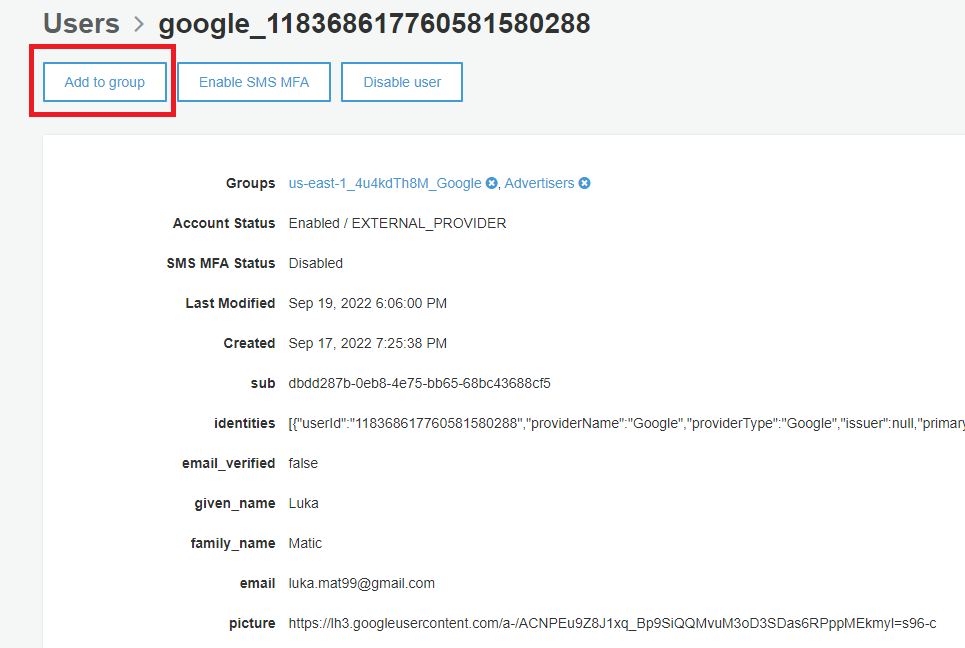 Users > google_118368617760581580288
Add to group Enable SMS MFA Disable user
Groups us-east-1_4u4kdTh8M_Google , Advertisers
Account Status Enabled / EXTERNAL_PROVIDER
SMS MFA Status Disabled
Last Modified Sep 19, 2022 6:06:00 PM
Created Sep 17, 2022 7:25:38 PM
sub dbdd287b-0eb8-4e75-bb65-68bc43688cf5
identities [{"userId":"118368617760581580288","providerName":"Google","providerType":"Google","issuer":null,"primary
email_verified false
given_name Luka
family_name Matic
email luka.mat99@gmail.com
picture https://lh3.googleusercontent.com/a-/ACNPEu9Z8J1xq_Bp9SiQQMvuM3oD3SDas6RPppMEkmyI=s96-c